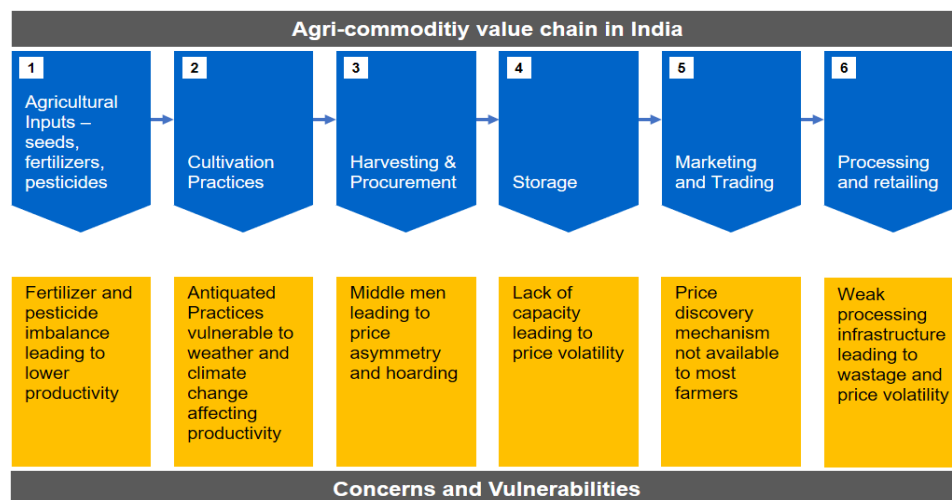 Agri-commoditiy value chain in India
1
Agricultural
Inputs –
seeds,
fertilizers,
pesticides
2
Cultivation
Practices
3
Harvesting &
Procurement
4
Storage
5
Marketing
and Trading
6
Processing
and retailing
Fertilizer and
pesticide
imbalance
leading to
lower
productivity
Antiquated
Practices
vulnerable to
weather and
climate
change
affecting
productivity
Middle men
leading to
price
asymmetry
and hoarding
Lack of
capacity
leading to
price volatility
Price
discovery
mechanism
not available
to most
farmers
Weak
processing
infrastructure
leading to
wastage and
price volatility
Concerns and Vulnerabilities